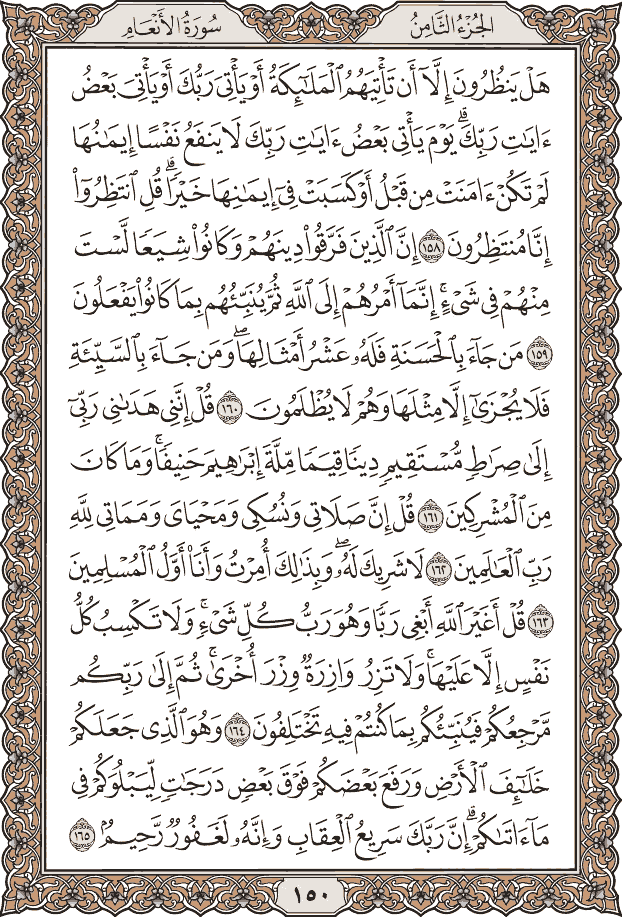 الجُزْءُ الثَّامِنُ
سُورَةُ الأَنْعَامِ
هَلْ يَنظُرُونَ إِلَّآ أَن تَأْتِيَهُمُ ٱلْمَلَٰٓئِكَةُ أَوْ يَأْتِىَ رَبُّكَ أَوْ يَأْتِىَ بَعْضُ
ءَايَٰتِ رَبِّكَۗ يَوْمَ يَأْتِى بَعْضُ ءَايَٰتِ رَبِّكَ لَا يَنفَعُ نَفْسًا إِيمَٰنُهَا
لَمْ تَكُنْ ءَامَنَتْ مِن قَبْلُ أَوْ كَسَبَتْ فِىٓ إِيمَٰنِهَا خَيْرًاۗ قُلِ ٱنتَظِرُوٓا۟
إِنَّا مُنتَظِرُونَ ١٥٨ إِنَّ ٱلَّذِينَ فَرَّقُوا۟ دِينَهُمْ وَكَانُوا۟ شِيَعًا لَّسْتَ
مِنْهُمْ فِى شَىْءٍۚ إِنَّمَآ أَمْرُهُمْ إِلَى ٱللَّهِ ثُمَّ يُنَبِّئُهُم بِمَا كَانُوا۟ يَفْعَلُونَ
١٥٩ مَن جَآءَ بِٱلْحَسَنَةِ فَلَهُۥ عَشْرُ أَمْثَالِهَاۖ وَمَن جَآءَ بِٱلسَّيِّئَةِ
فَلَا يُجْزَىٰٓ إِلَّا مِثْلَهَا وَهُمْ لَا يُظْلَمُونَ ١٦٠ قُلْ إِنَّنِى هَدَىٰنِى رَبِّىٓ
إِلَىٰ صِرَٰطٍ مُّسْتَقِيمٍ دِينًا قِيَمًا مِّلَّةَ إِبْرَٰهِيمَ حَنِيفًاۚ وَمَا كَانَ
مِنَ ٱلْمُشْرِكِينَ ١٦١ قُلْ إِنَّ صَلَاتِى وَنُسُكِى وَمَحْيَاىَ وَمَمَاتِى لِلَّهِ
رَبِّ ٱلْعَٰلَمِينَ ١٦٢ لَا شَرِيكَ لَهُۥۖ وَبِذَٰلِكَ أُمِرْتُ وَأَنَا۠ أَوَّلُ ٱلْمُسْلِمِينَ
١٦٣ قُلْ أَغَيْرَ ٱللَّهِ أَبْغِى رَبًّا وَهُوَ رَبُّ كُلِّ شَىْءٍۚ وَلَا تَكْسِبُ كُلُّ
نَفْسٍ إِلَّا عَلَيْهَاۚ وَلَا تَزِرُ وَازِرَةٌ وِزْرَ أُخْرَىٰۚ ثُمَّ إِلَىٰ رَبِّكُم
مَّرْجِعُكُمْ فَيُنَبِّئُكُم بِمَا كُنتُمْ فِيهِ تَخْتَلِفُونَ ١٦٤ وَهُوَ ٱلَّذِى جَعَلَكُمْ
خَلَٰٓئِفَ ٱلْأَرْضِ وَرَفَعَ بَعْضَكُمْ فَوْقَ بَعْضٍ دَرَجَٰتٍ لِّيَبْلُوَكُمْ فِى
مَآ ءَاتَىٰكُمْۗ إِنَّ رَبَّكَ سَرِيعُ ٱلْعِقَابِ وَإِنَّهُۥ لَغَفُورٌ رَّحِيمٌۢ ١٦٥
١٥٠